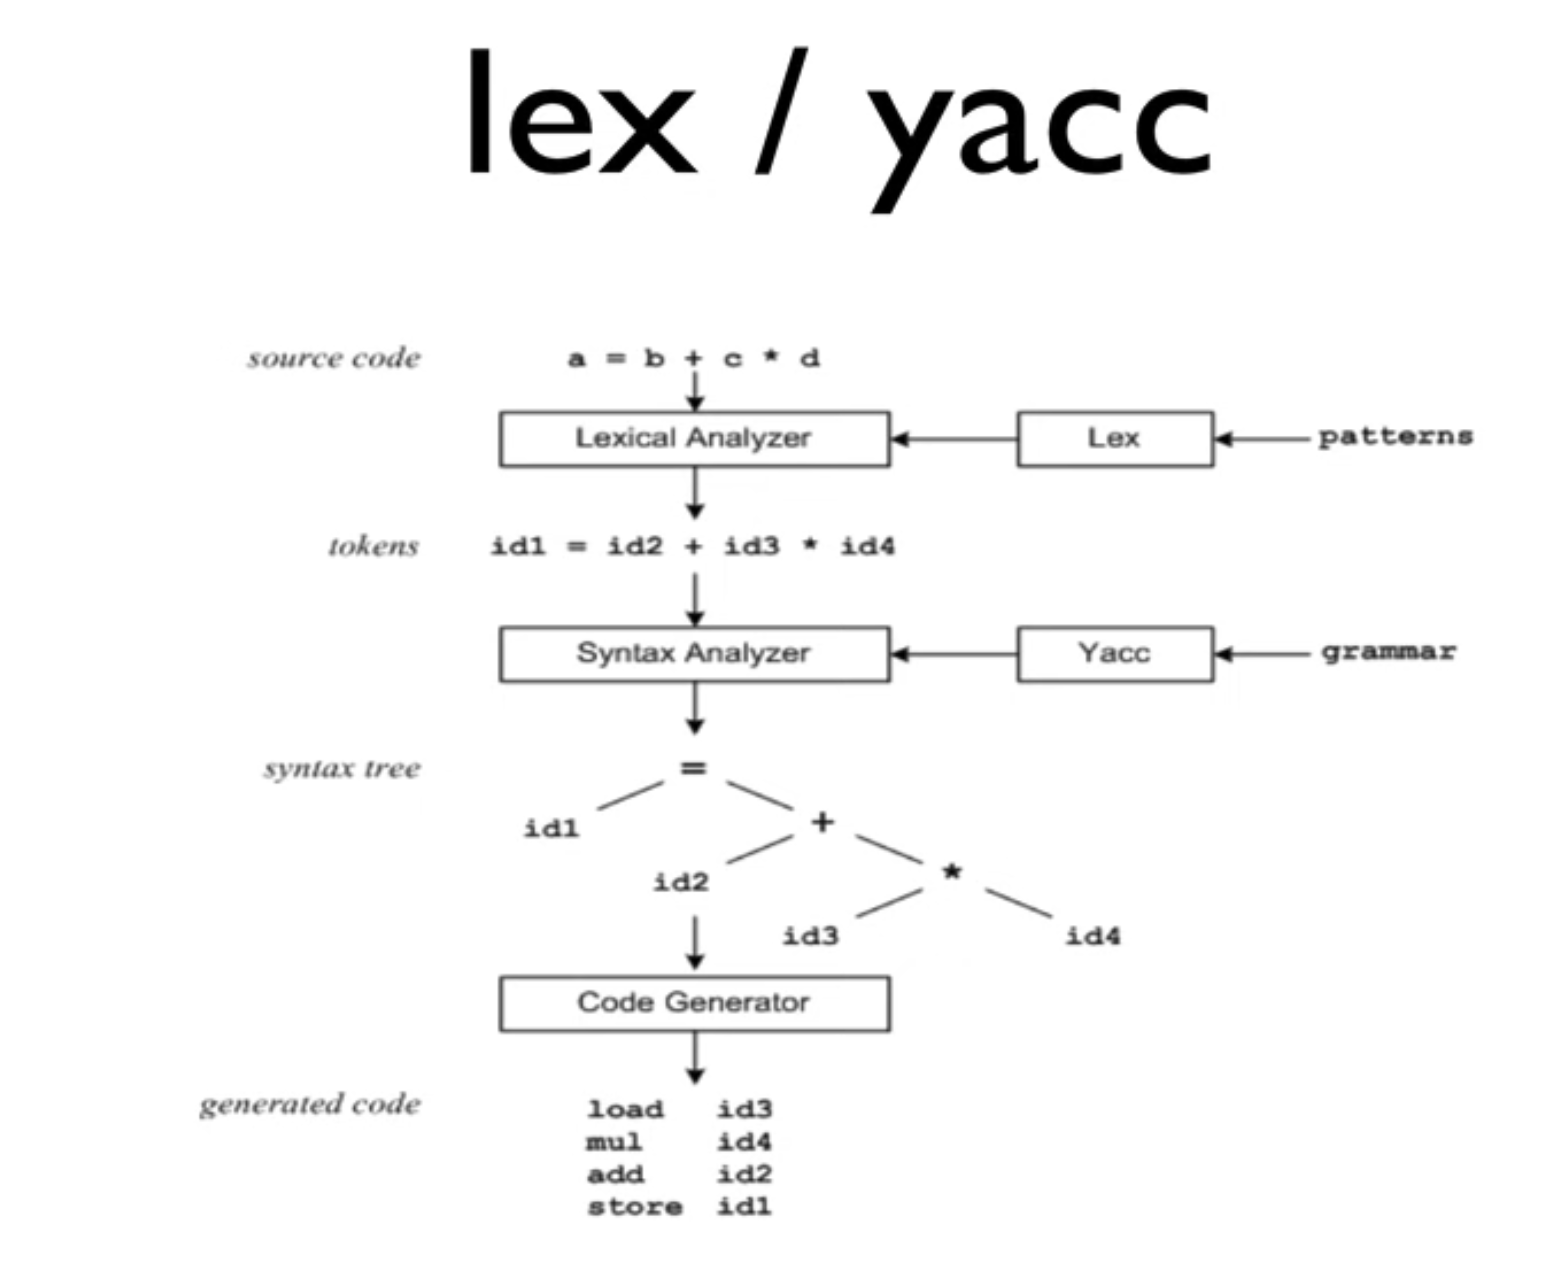 lex / yacc
source code a = b + c * d
Lexical Analyzer Lex patterns
tokens id1 = id2 + id3 * id4
Syntax Analyzer Yacc grammar
syntax tree =
id1 +
id2 *
id3 id4
Code Generator
generated code load id3
mul id4
add id2
store id1